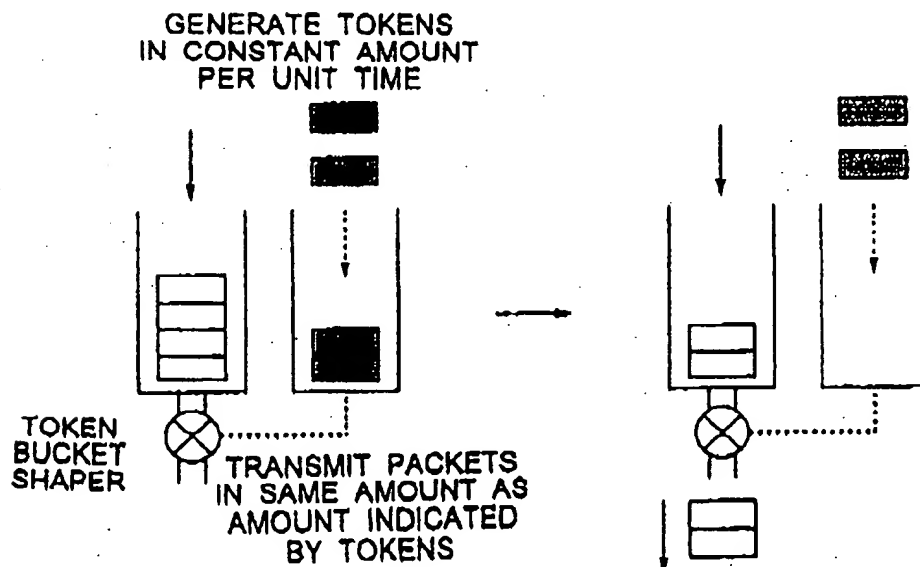 GENERATE TOKENS
IN CONSTANT AMOUNT
PER UNIT TIME
TOKEN
BUCKET
SHAPER
TRANSMIT PACKETS
IN SAME AMOUNT AS
AMOUNT INDICATED
BY TOKENS